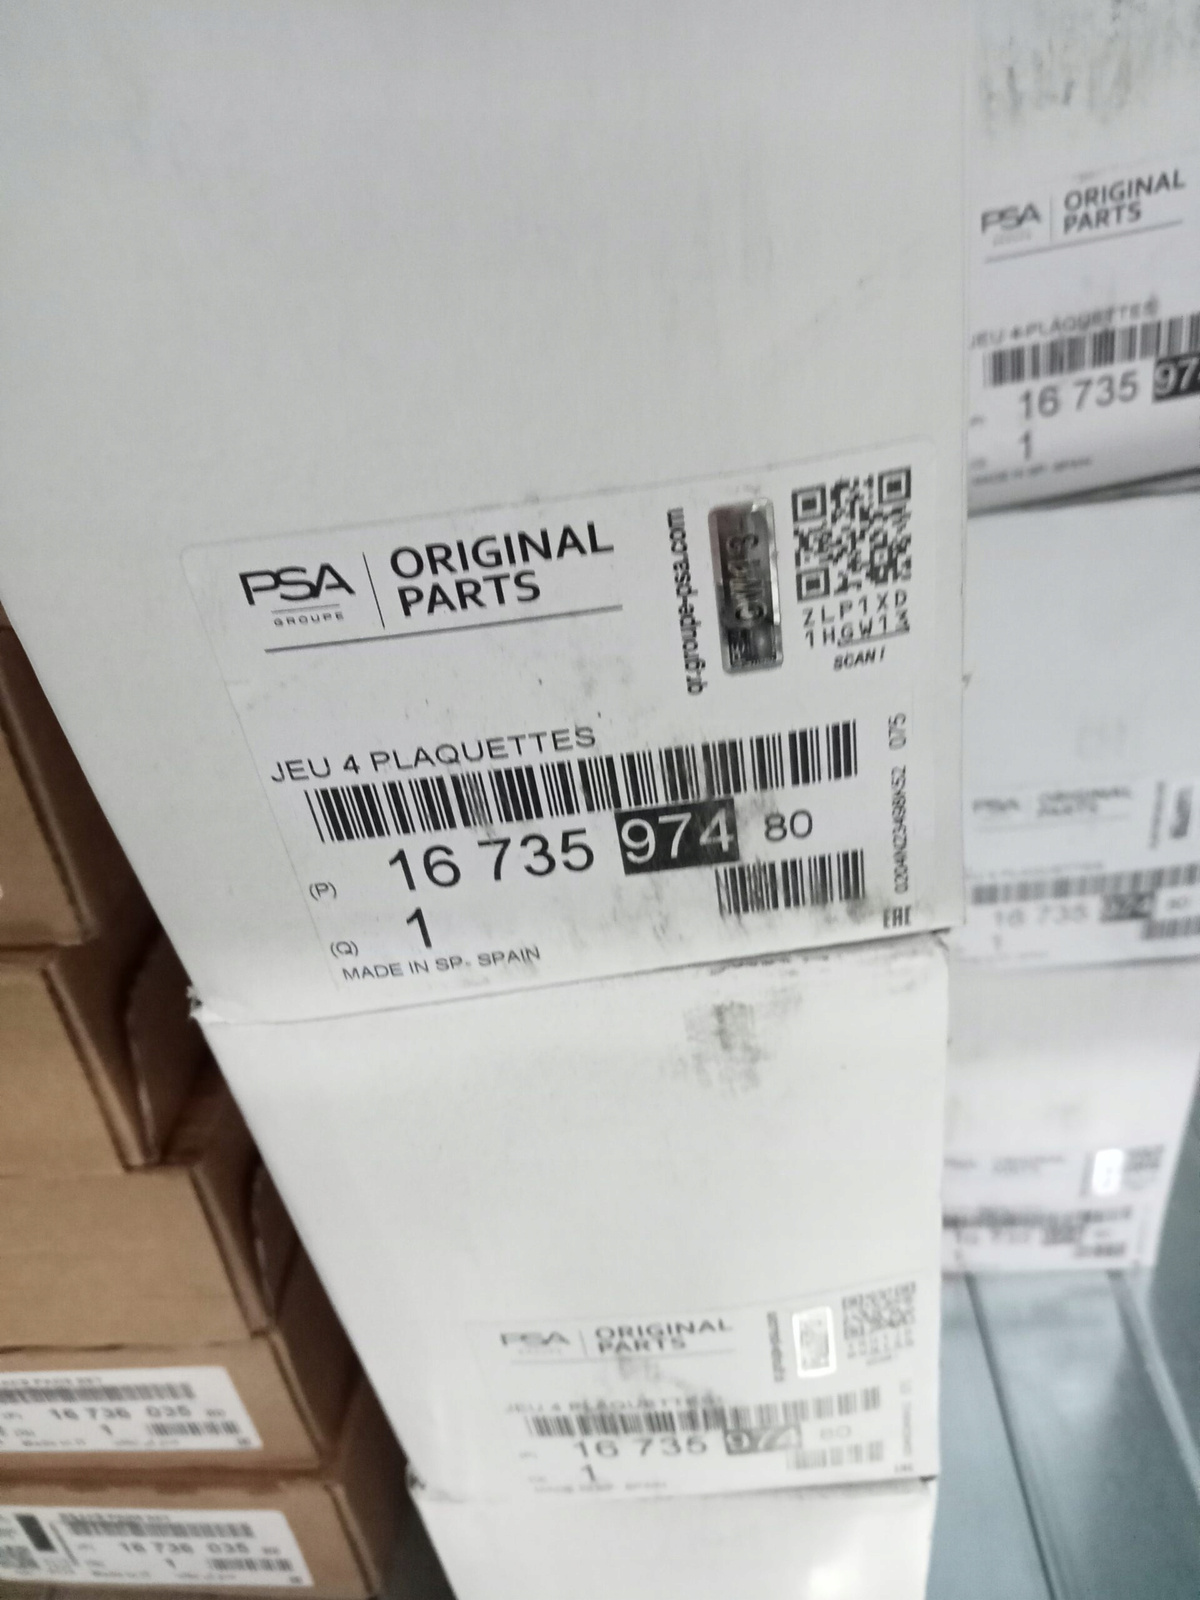 PSA
GROUPE
ORIGINAL
PARTS
qr.groupe-psa.com
ZLP1XD
1HGW13
SCAN!
JEU 4 PLAQUETTES
(P) 16 735 974 80
(Q) 1
MADE IN SP- SPAIN
0204N23498K52 075
EAC
PSA
ORIGINAL
PARTS
JEU 4 PLAQUETTES
16 735
1
PSA
ORIGINAL
PARTS
16 735
1
PSA
ORIGINAL
PARTS
JEU 4 PLAQUETTES
16 735 80
1
16 736 035
1
16 736 035
1